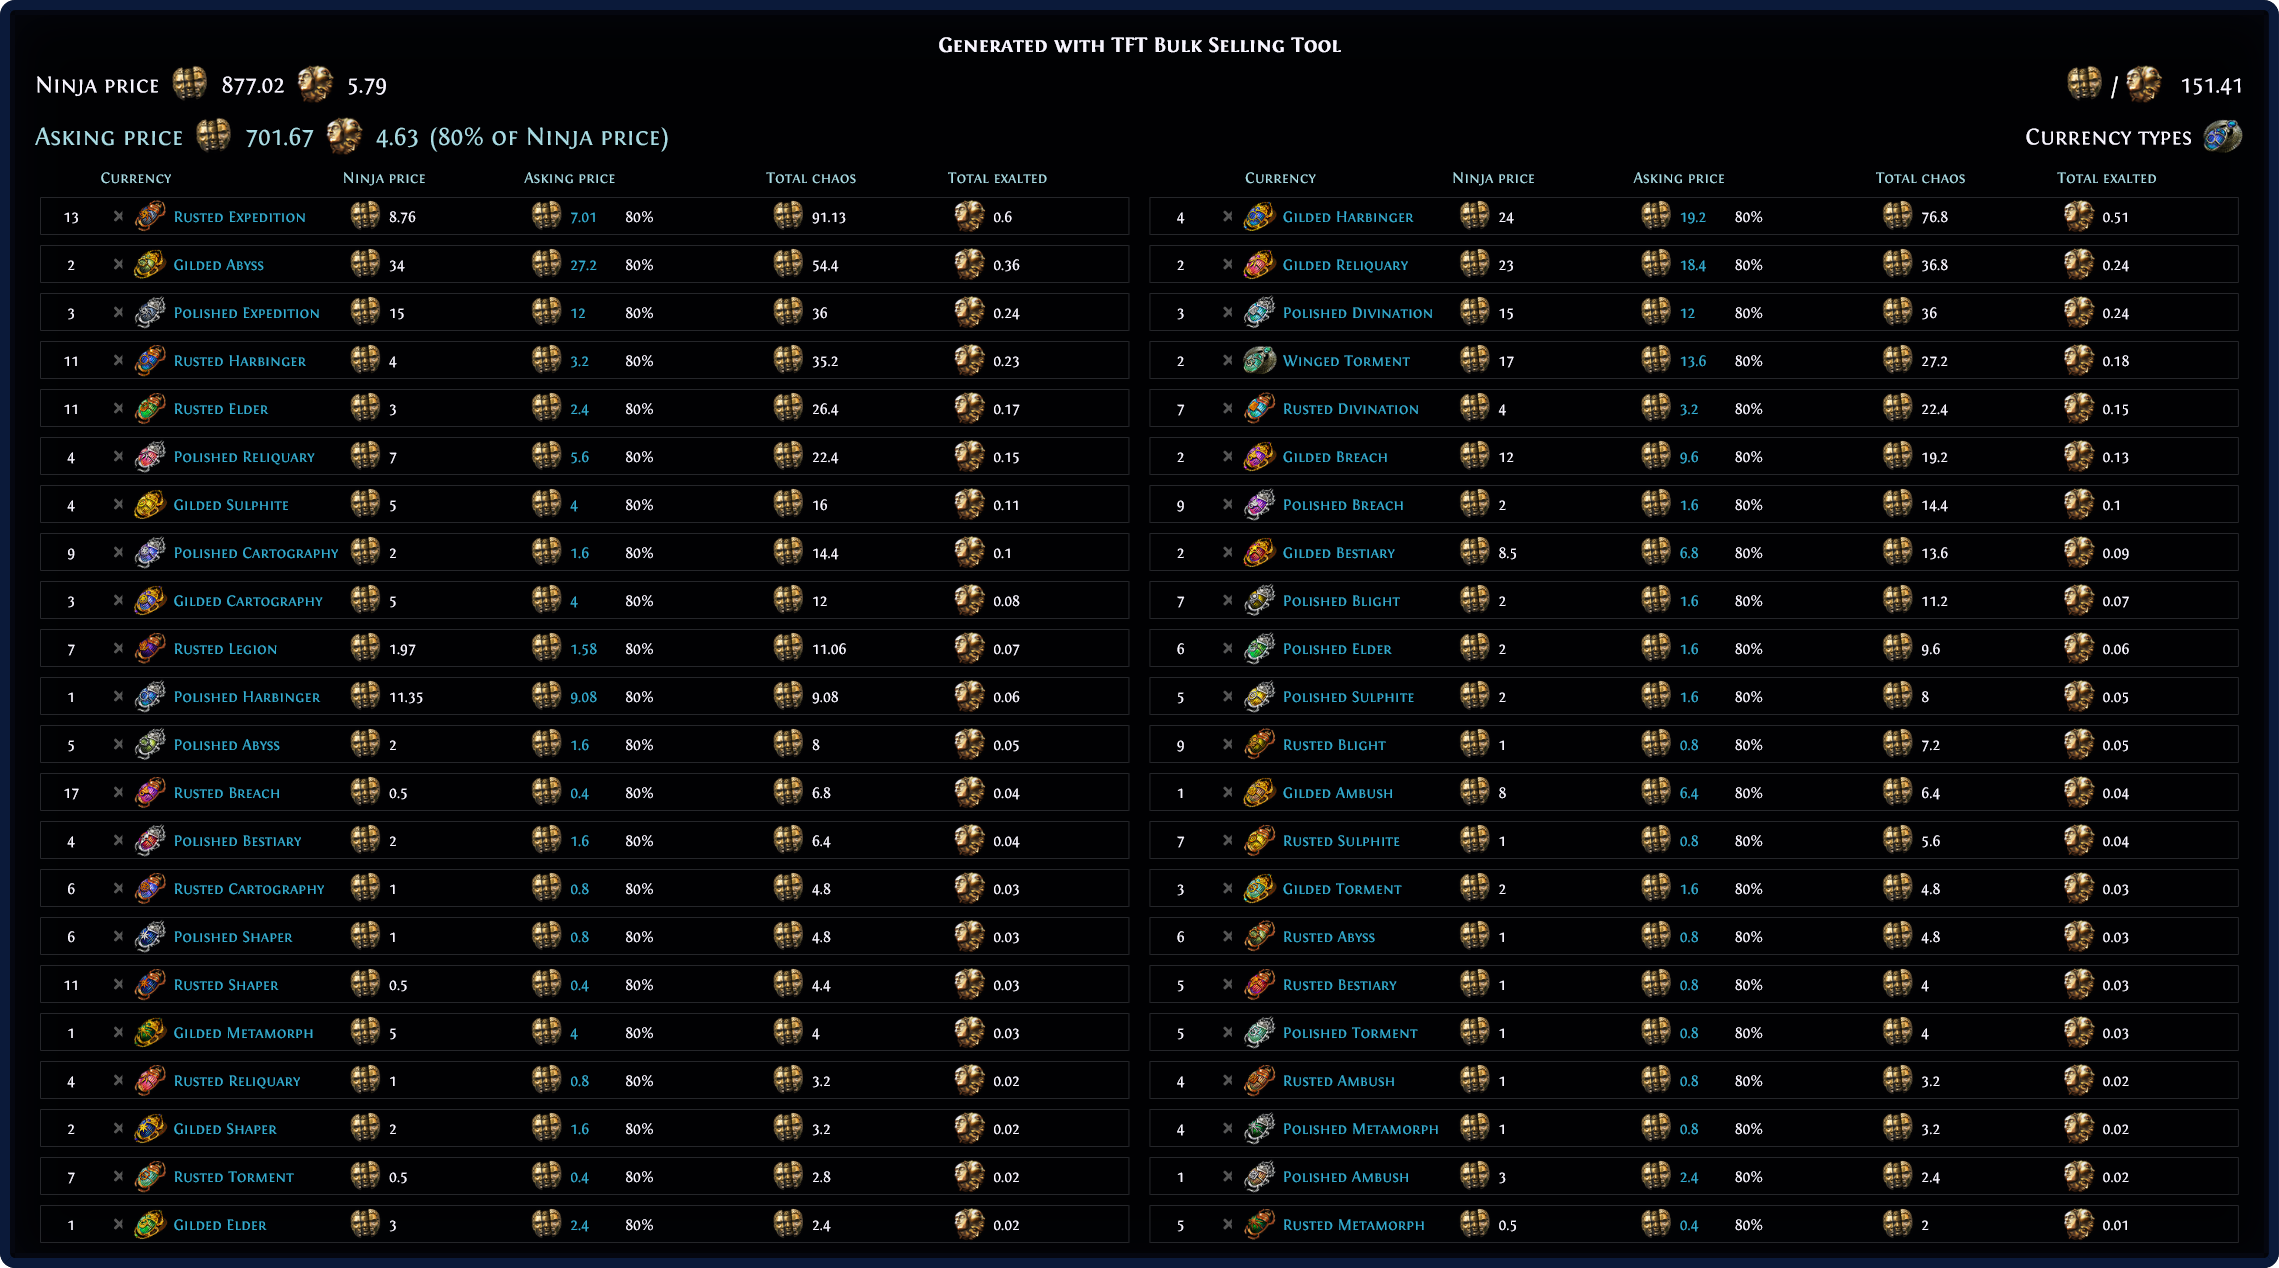 Generated with TFT Bulk Selling Tool
Ninja price 877.02 5.79 / 151.41
Asking price 701.67 4.63 (80% of Ninja price) Currency types
Currency Ninja price Asking price Total chaos Total exalted Currency Ninja price Asking price Total chaos Total exalted
13 × Rusted Expedition 8.76 7.01 80% 91.13 0.6 4 × Gilded Harbinger 24 19.2 80% 76.8 0.51
2 × Gilded Abyss 34 27.2 80% 54.4 0.36 2 × Gilded Reliquary 23 18.4 80% 36.8 0.24
3 × Polished Expedition 15 12 80% 36 0.24 3 × Polished Divination 15 12 80% 36 0.24
11 × Rusted Harbinger 4 3.2 80% 35.2 0.23 2 × Winged Torment 17 13.6 80% 27.2 0.18
11 × Rusted Elder 3 2.4 80% 26.4 0.17 7 × Rusted Divination 4 3.2 80% 22.4 0.15
4 × Polished Reliquary 7 5.6 80% 22.4 0.15 2 × Gilded Breach 12 9.6 80% 19.2 0.13
4 × Gilded Sulphite 5 4 80% 16 0.11 9 × Polished Breach 2 1.6 80% 14.4 0.1
9 × Polished Cartography 2 1.6 80% 14.4 0.1 2 × Gilded Bestiary 8.5 6.8 80% 13.6 0.09
3 × Gilded Cartography 5 4 80% 12 0.08 7 × Polished Blight 2 1.6 80% 11.2 0.07
7 × Rusted Legion 1.97 1.58 80% 11.06 0.07 6 × Polished Elder 2 1.6 80% 9.6 0.06
1 × Polished Harbinger 11.35 9.08 80% 9.08 0.06 5 × Polished Sulphite 2 1.6 80% 8 0.05
5 × Polished Abyss 2 1.6 80% 8 0.05 9 × Rusted Blight 1 0.8 80% 7.2 0.05
17 × Rusted Breach 0.5 0.4 80% 6.8 0.04 1 × Gilded Ambush 8 6.4 80% 6.4 0.04
4 × Polished Bestiary 2 1.6 80% 6.4 0.04 7 × Rusted Sulphite 1 0.8 80% 5.6 0.04
6 × Rusted Cartography 1 0.8 80% 4.8 0.03 3 × Gilded Torment 2 1.6 80% 4.8 0.03
6 × Polished Shaper 1 0.8 80% 4.8 0.03 6 × Rusted Abyss 1 0.8 80% 4.8 0.03
11 × Rusted Shaper 0.5 0.4 80% 4.4 0.03 5 × Rusted Bestiary 1 0.8 80% 4 0.03
1 × Gilded Metamorph 5 4 80% 4 0.03 5 × Polished Torment 1 0.8 80% 4 0.03
4 × Rusted Reliquary 1 0.8 80% 3.2 0.02 4 × Rusted Ambush 1 0.8 80% 3.2 0.02
2 × Gilded Shaper 2 1.6 80% 3.2 0.02 4 × Polished Metamorph 1 0.8 80% 3.2 0.02
7 × Rusted Torment 0.5 0.4 80% 2.8 0.02 1 × Polished Ambush 3 2.4 80% 2.4 0.02
1 × Gilded Elder 3 2.4 80% 2.4 0.02 5 × Rusted Metamorph 0.5 0.4 80% 2 0.01